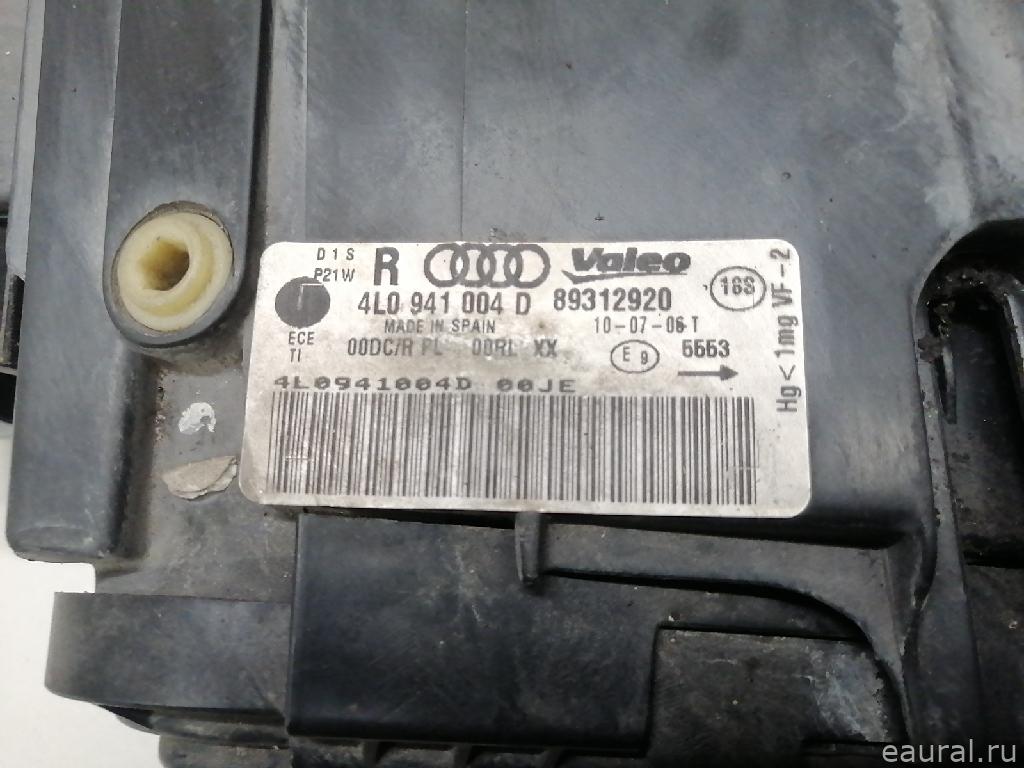 D1S
P21W
R
Valeo
4L0 941 004 D 89312920
MADE IN SPAIN 10-07-06 T
ECE
TI
00DC/R PL 00RL XX
E 9
5553
4L0941004D 00JE
Hg<1mg VF-2
eaural.ru